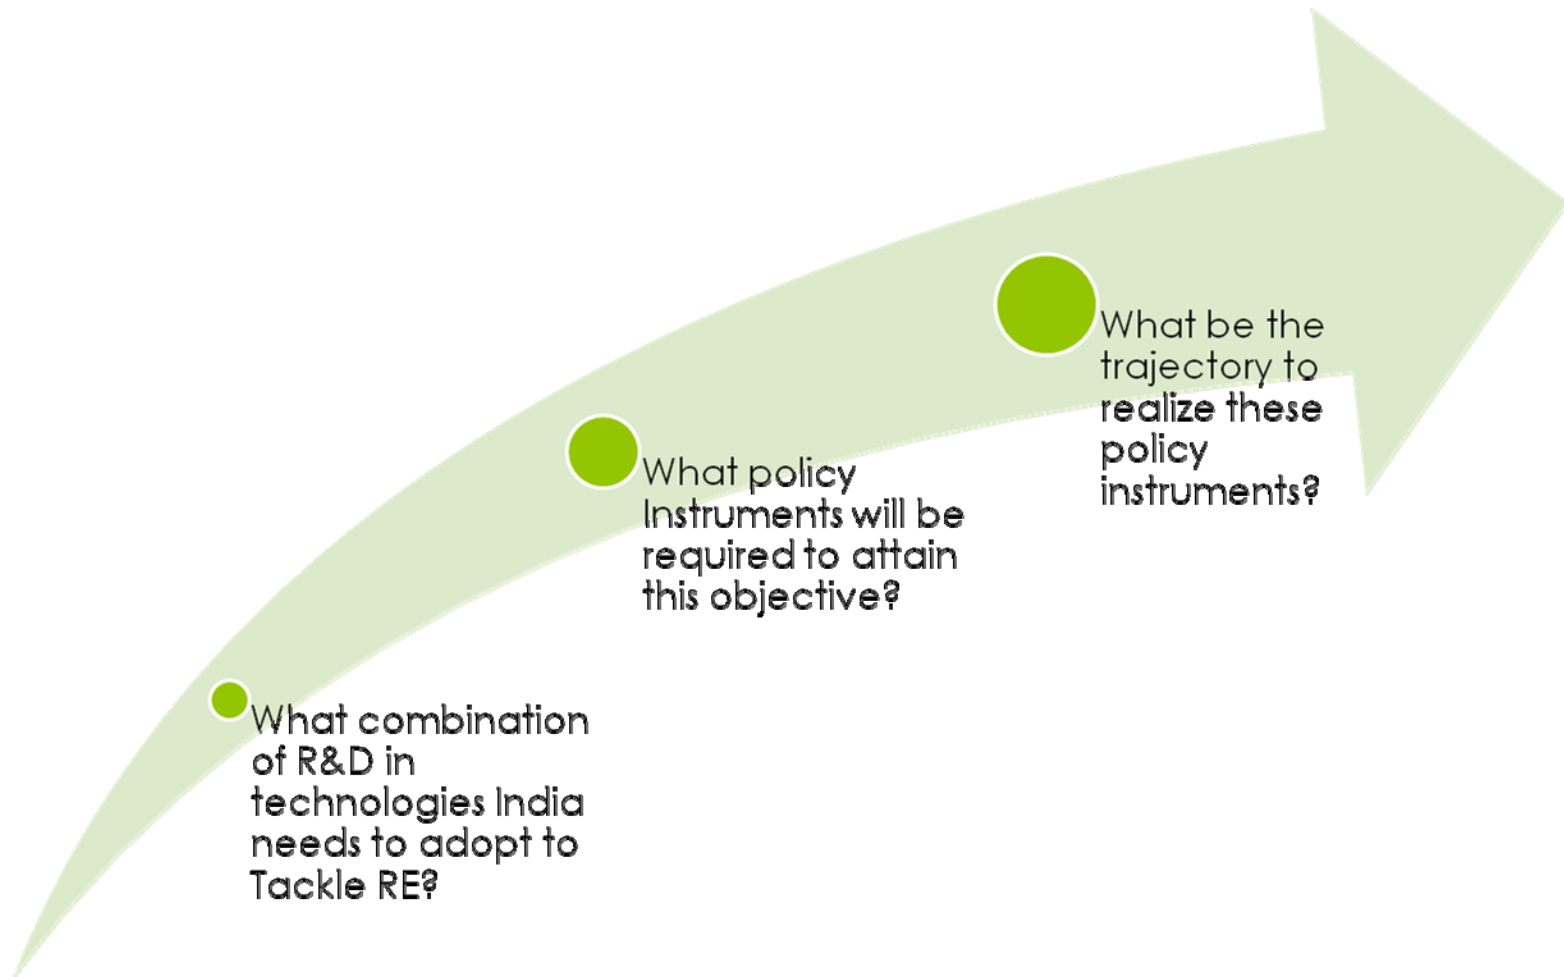 What combination
of R&D in
technologies India
needs to adopt to
Tackle RE?
What policy
Instruments will be
required to attain
this objective?
What be the
trajectory to
realize these
policy
instruments?